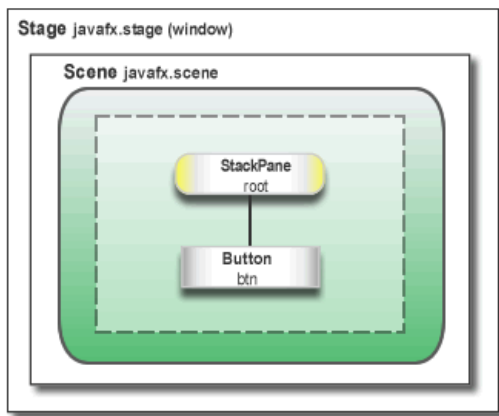 Stage javafx.stage (window)
Scene javafx.scene
StackPane
root
Button
btn